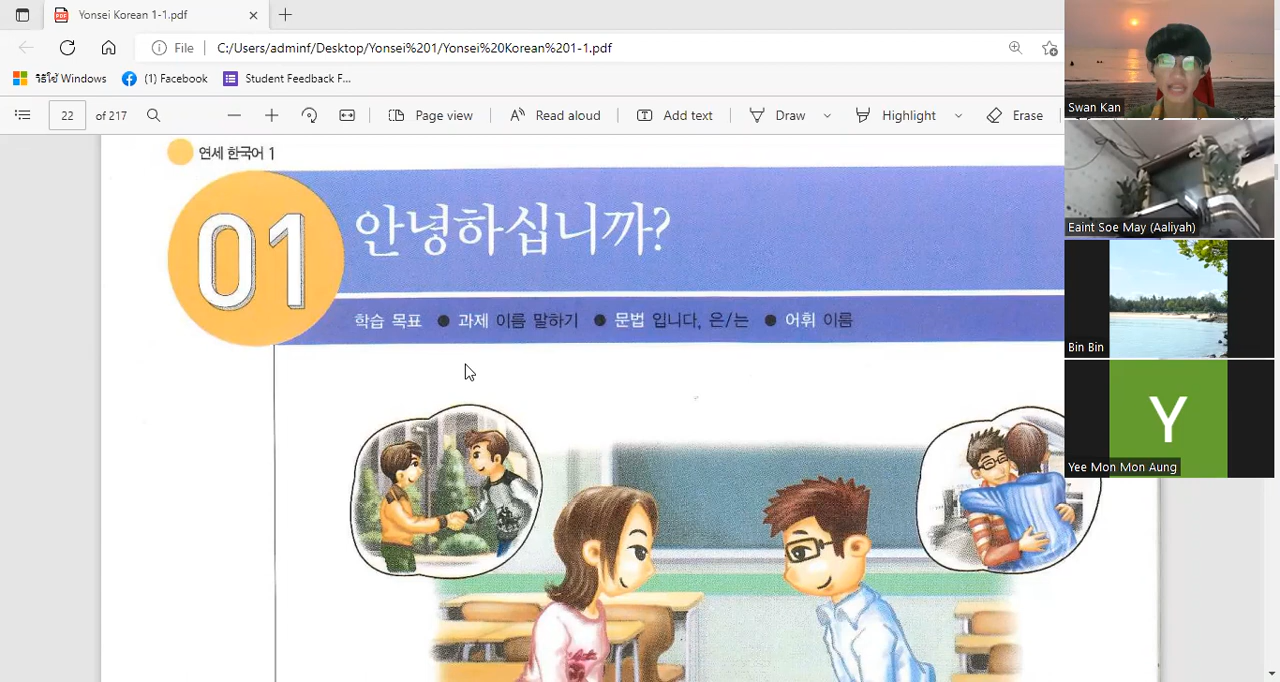 Yonsei Korean 1-1.pdf
File
C:/Users/adminf/Desktop/Yonsei%201/Yonsei%20Korean%201-1.pdf
วิธีใช้ Windows
(1) Facebook
Student Feedback F...
22
of 217
Page view
Read aloud
Add text
Draw
Highlight
Erase
연세 한국어 1
01
안녕하십니까?
학습 목표 ● 과제 이름 말하기 ● 문법 입니다, 은/는 ● 어휘 이름
Swan Kan
Eaint Soe May (Aaliyah)
Bin Bin
Y
Yee Mon Mon Aung